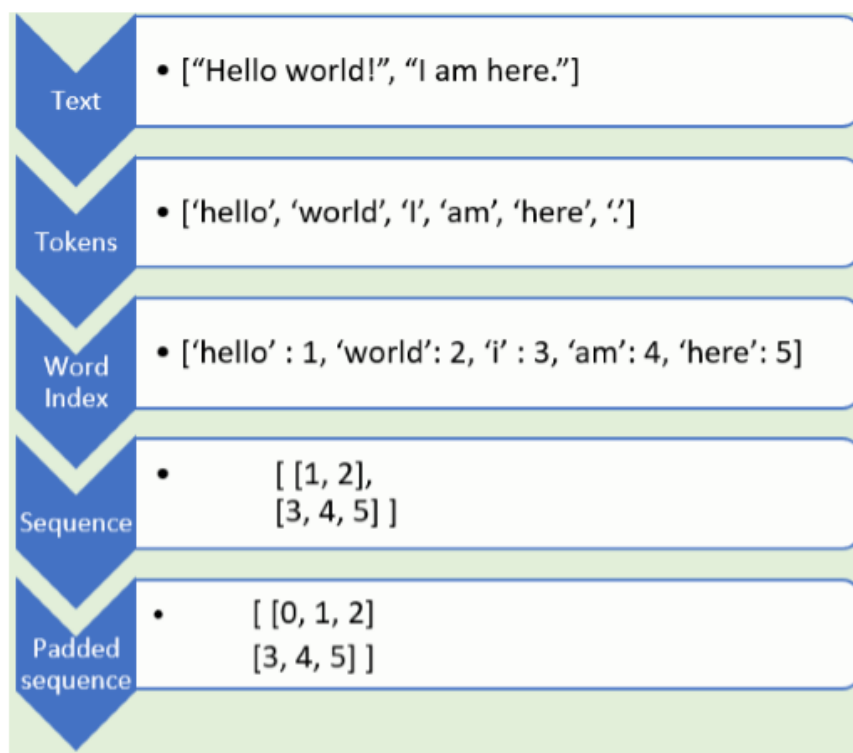 Text
• [“Hello world!”, “I am here.”]
Tokens
• [‘hello’, ‘world’, ‘I’, ‘am’, ‘here’, ‘.’]
Word
Index
• [‘hello’ : 1, ‘world’: 2, ‘i’ : 3, ‘am’: 4, ‘here’: 5]
Sequence
• [ [1, 2],
[3, 4, 5] ]
Padded
sequence
• [ [0, 1, 2]
[3, 4, 5] ]